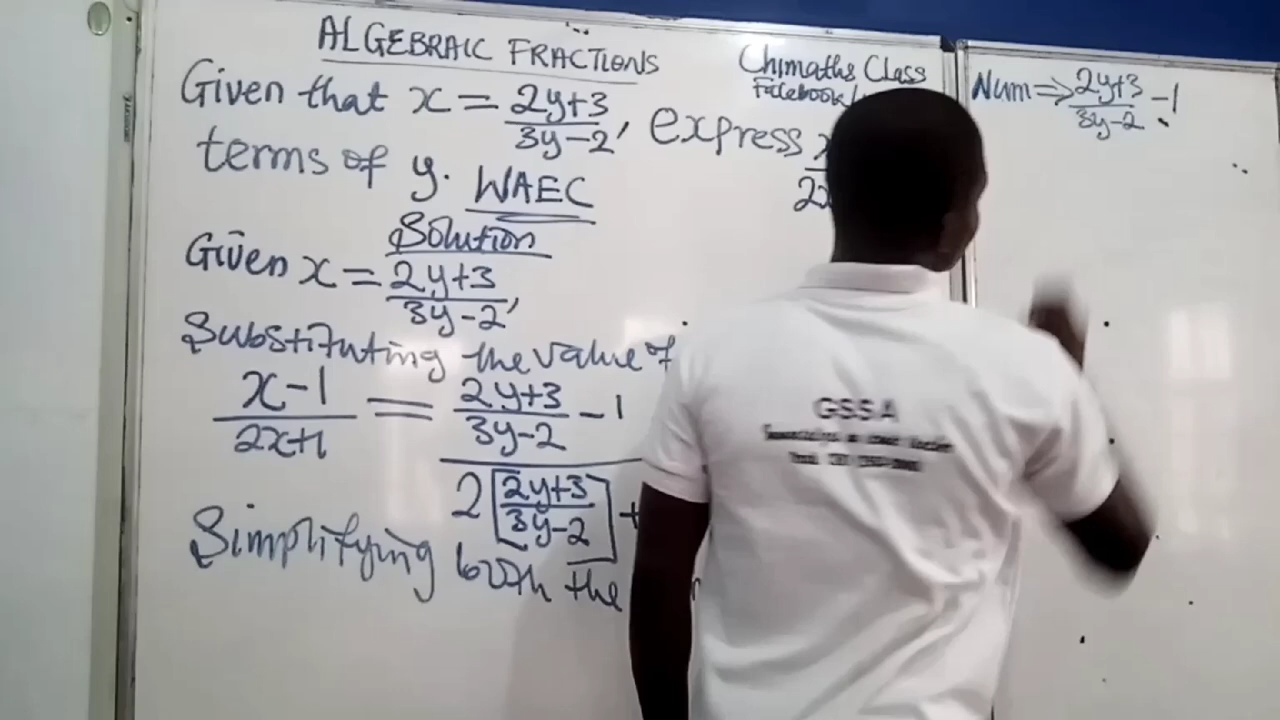 ALGEBRAIC FRACTIONS
Chimaths Class
Facebook/
Given that x = 2y+3/3y-2, express
terms of y. WAEC
Solution
Given x = 2y+3/3y-2,
Substituting the value of
x-1/2x+1 = 2y+3/3y-2 - 1
2[2y+3/3y-2] +
Simplifying both the
Num => 2y+3/3y-2 - 1
GSSA